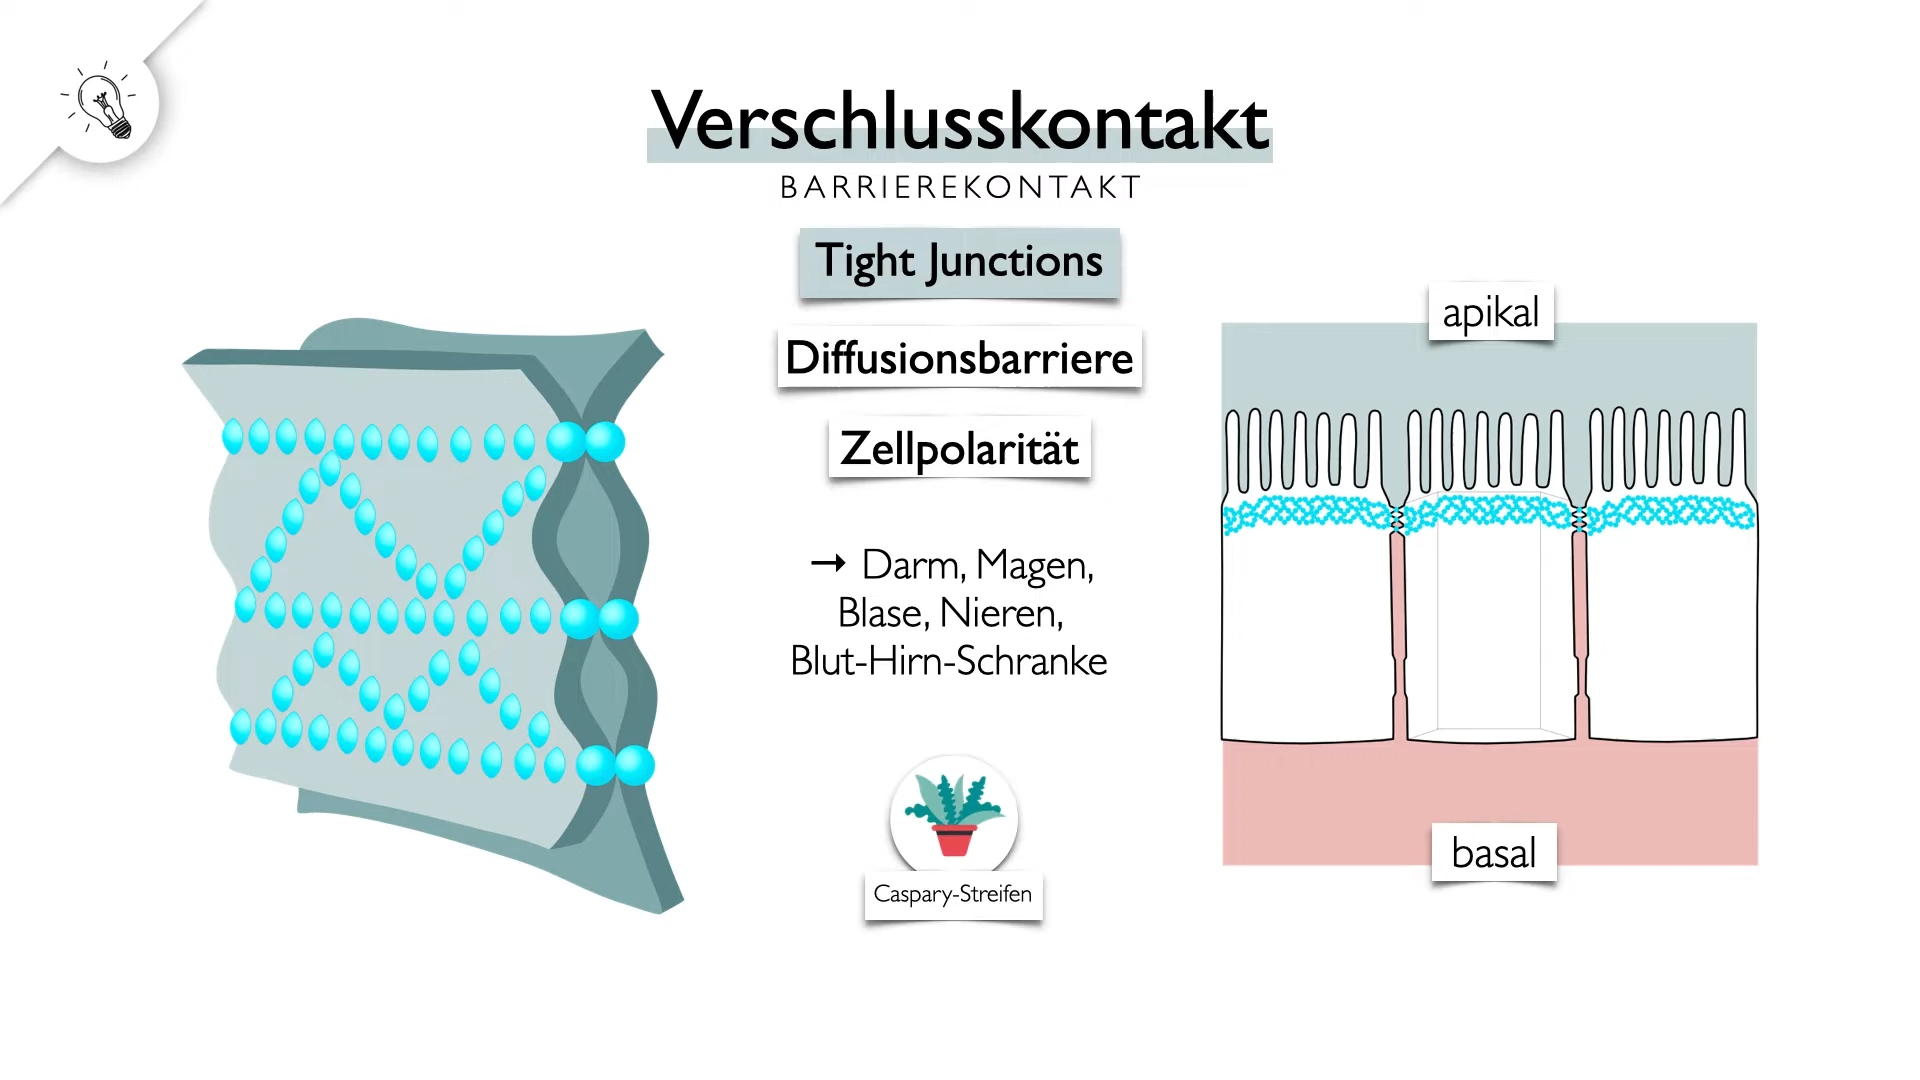 Verschlusskontakt
BARRIEREKONTAKT
Tight Junctions
Diffusionsbarriere
Zellpolarität
→ Darm, Magen,
Blase, Nieren,
Blut-Hirn-Schranke
Caspary-Streifen
apikal
basal